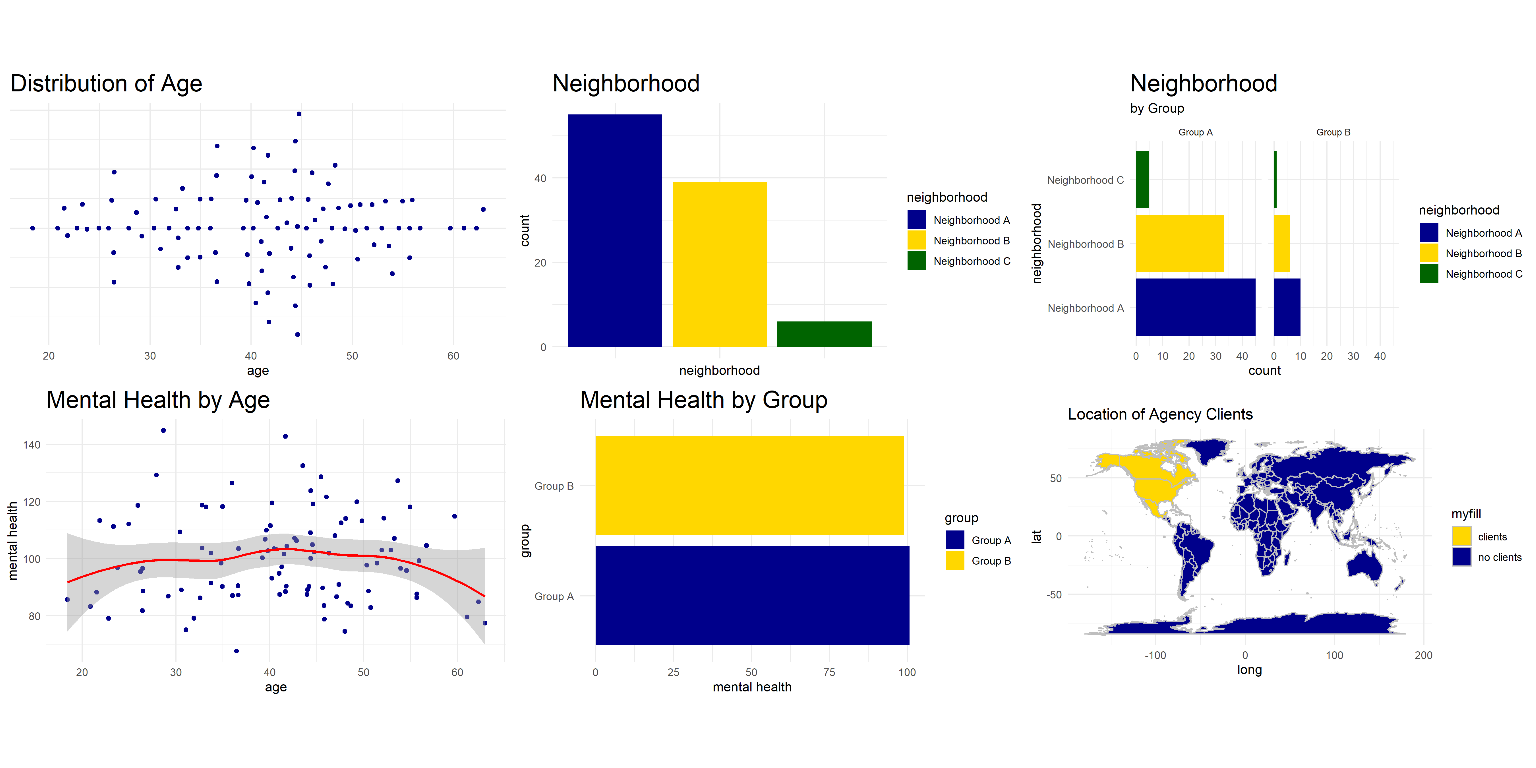 Distribution of Age
20 30 40 50 60
age
Neighborhood
count
40
20
0
neighborhood
neighborhood
Neighborhood A
Neighborhood B
Neighborhood C
Neighborhood
by Group
Group A Group B
neighborhood
Neighborhood C
Neighborhood B
Neighborhood A
0 10 20 30 40 0 10 20 30 40
count
neighborhood
Neighborhood A
Neighborhood B
Neighborhood C
Mental Health by Age
mental health
140
120
100
80
20 30 40 50 60
age
Mental Health by Group
group
Group B
Group A
0 25 50 75 100
mental health
group
Group A
Group B
Location of Agency Clients
lat
50
0
-50
-100 0 100 200
long
myfill
clients
no clients